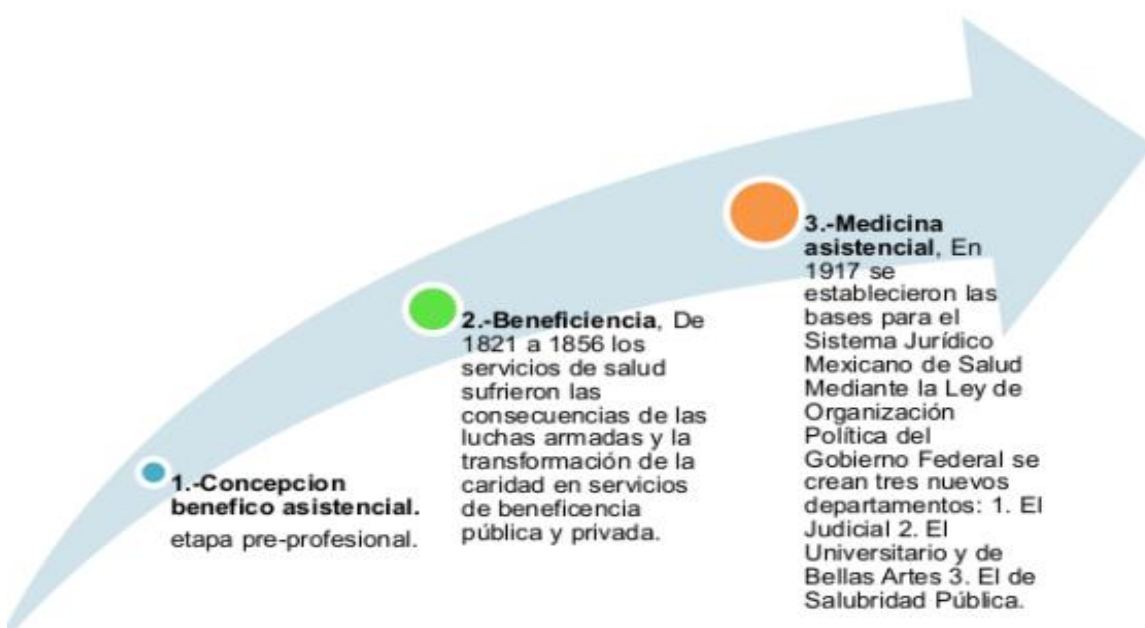 1.-Concepcion
benefico asistencial.
etapa pre-profesional.
2.-Beneficiencia, De
1821 a 1856 los
servicios de salud
sufrieron las
consecuencias de las
luchas armadas y la
transformación de la
caridad en servicios
de beneficencia
pública y privada.
3.-Medicina
asistencial, En
1917 se
establecieron las
bases para el
Sistema Jurídico
Mexicano de Salud
Mediante la Ley de
Organización
Política del
Gobierno Federal se
crean tres nuevos
departamentos: 1. El
Judicial 2. El
Universitario y de
Bellas Artes 3. El de
Salubridad Pública.